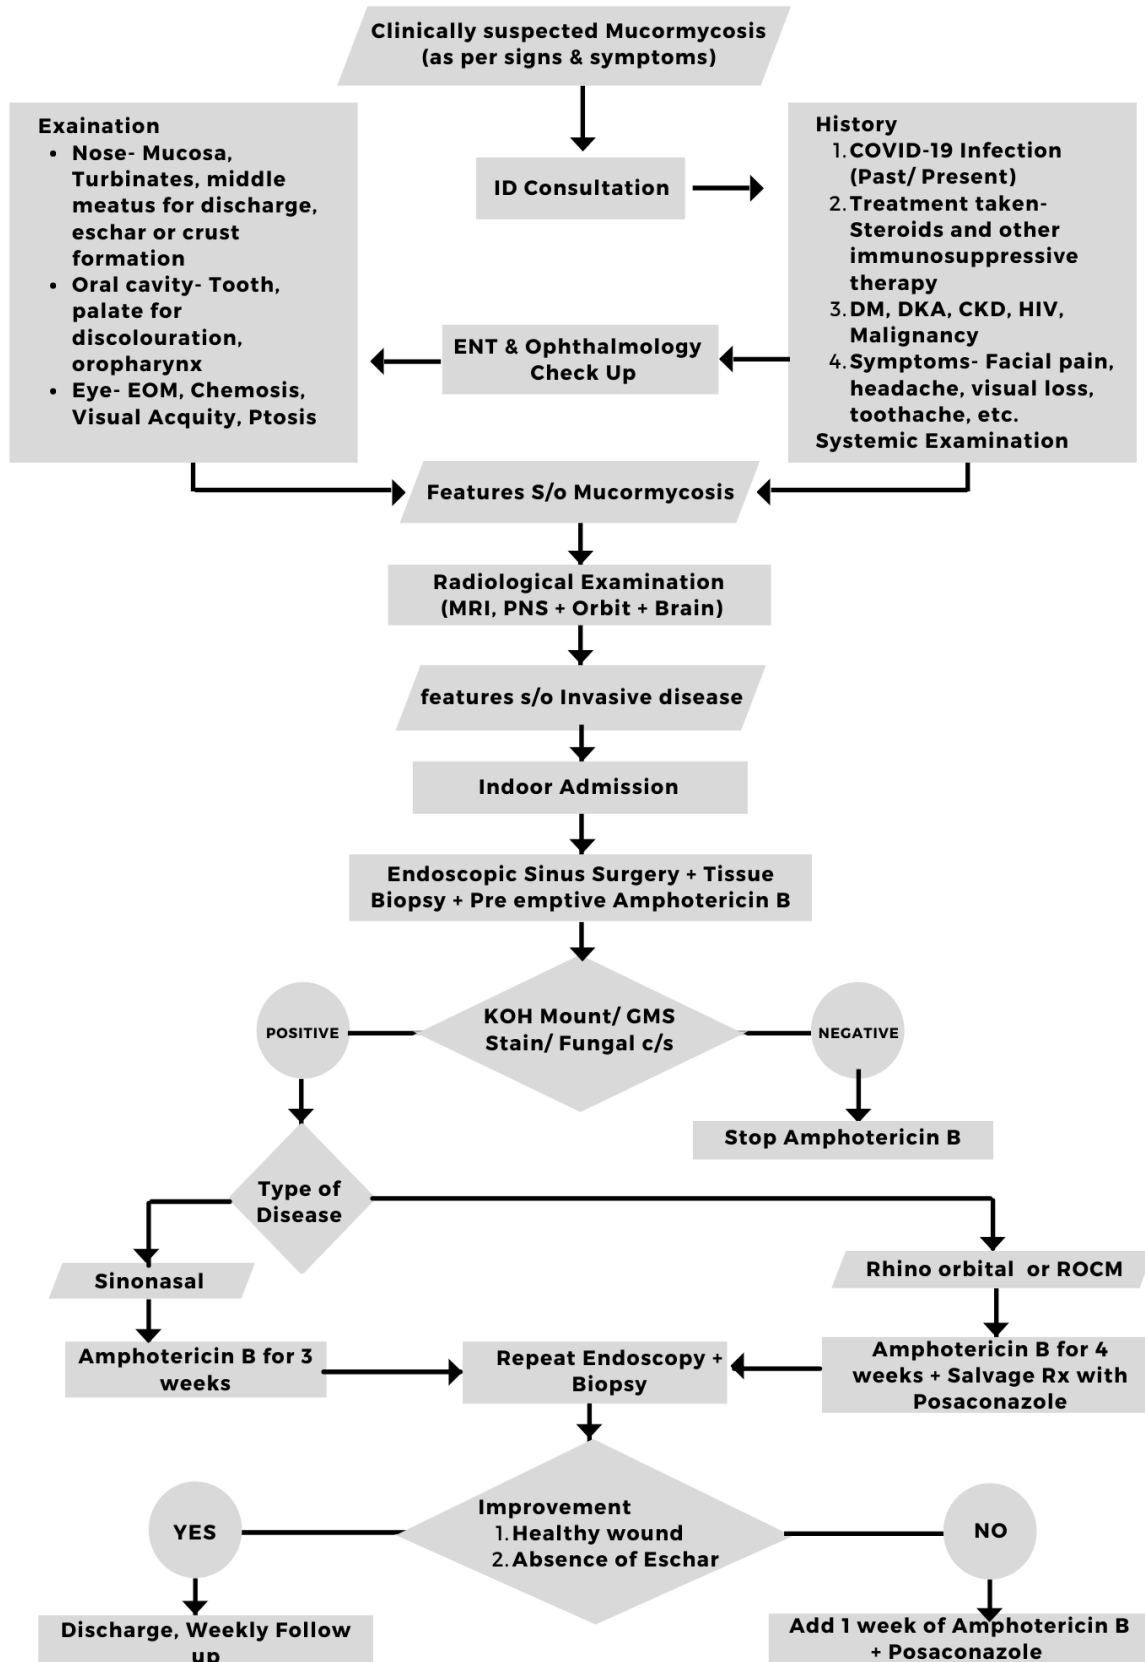 Clinically suspected Mucormycosis
(as per signs & symptoms)
ID Consultation
History
1. COVID-19 Infection
(Past/ Present)
2. Treatment taken-
Steroids and other
immunosuppressive
therapy
3. DM, DKA, CKD, HIV,
Malignancy
4. Symptoms- Facial pain,
headache, visual loss,
toothache, etc.
Systemic Examination
ENT & Ophthalmology
Check Up
Exaination
• Nose- Mucosa,
Turbinates, middle
meatus for discharge,
eschar or crust
formation
• Oral cavity- Tooth,
palate for
discolouration,
oropharynx
• Eye- EOM, Chemosis,
Visual Acquity, Ptosis
Features S/o Mucormycosis
Radiological Examination
(MRI, PNS + Orbit + Brain)
features s/o Invasive disease
Indoor Admission
Endoscopic Sinus Surgery + Tissue
Biopsy + Pre emptive Amphotericin B
KOH Mount/ GMS
Stain/ Fungal c/s
POSITIVE
NEGATIVE
Stop Amphotericin B
Type of
Disease
Sinonasal
Rhino orbital or ROCM
Amphotericin B for 3
weeks
Repeat Endoscopy +
Biopsy
Amphotericin B for 4
weeks + Salvage Rx with
Posaconazole
Improvement
1. Healthy wound
2. Absence of Eschar
YES
NO
Discharge, Weekly Follow
up
Add 1 week of Amphotericin B
+ Posaconazole